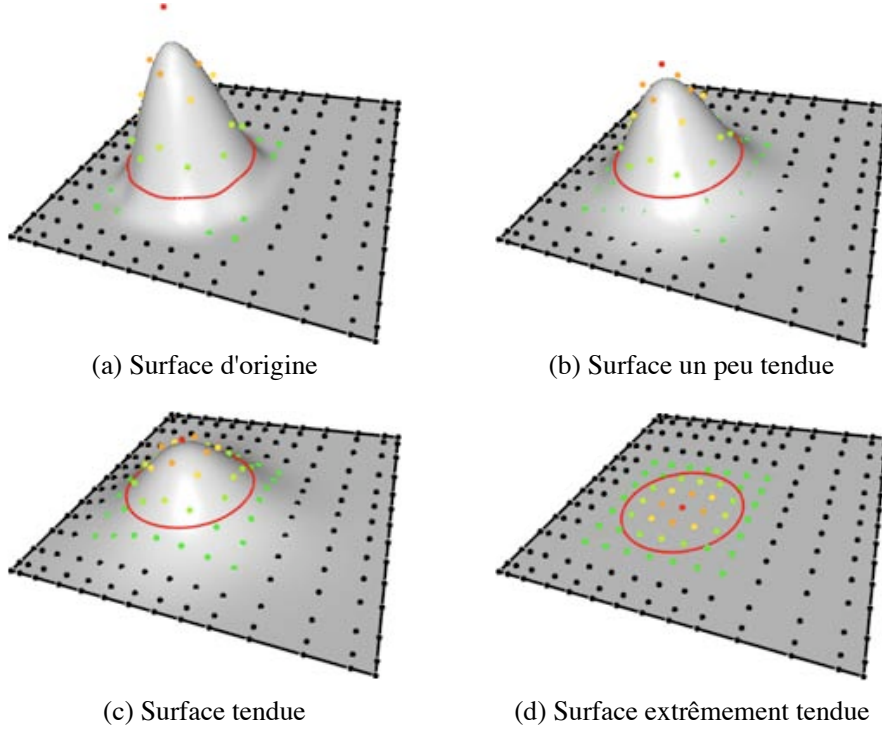 (a) Surface d'origine
(b) Surface un peu tendue
(c) Surface tendue
(d) Surface extrêmement tendue